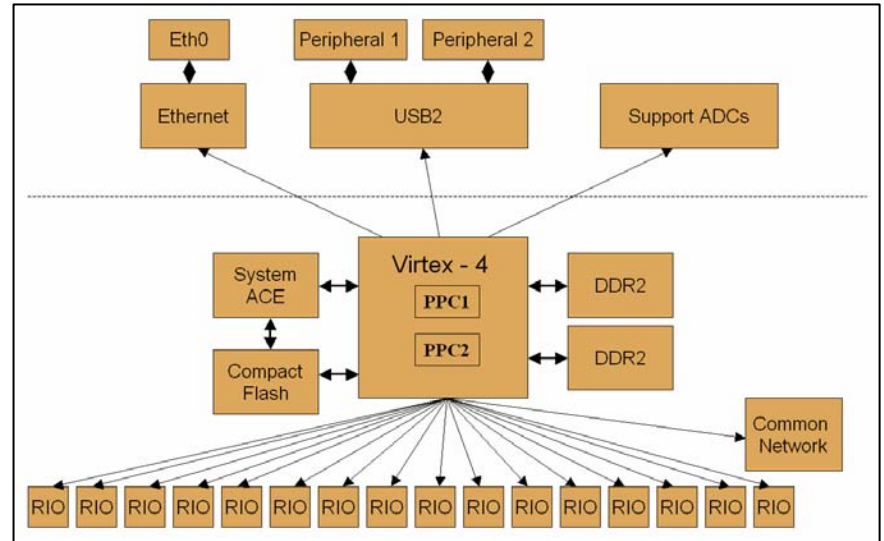 Eth0
Peripheral 1
Peripheral 2
Ethernet
USB2
Support ADCs
Virtex - 4
System
ACE
PPC1
DDR2
PPC2
Compact
Flash
DDR2
Common
Network
RIO RIO RIO RIO RIO RIO RIO RIO RIO RIO RIO RIO RIO RIO RIO RIO